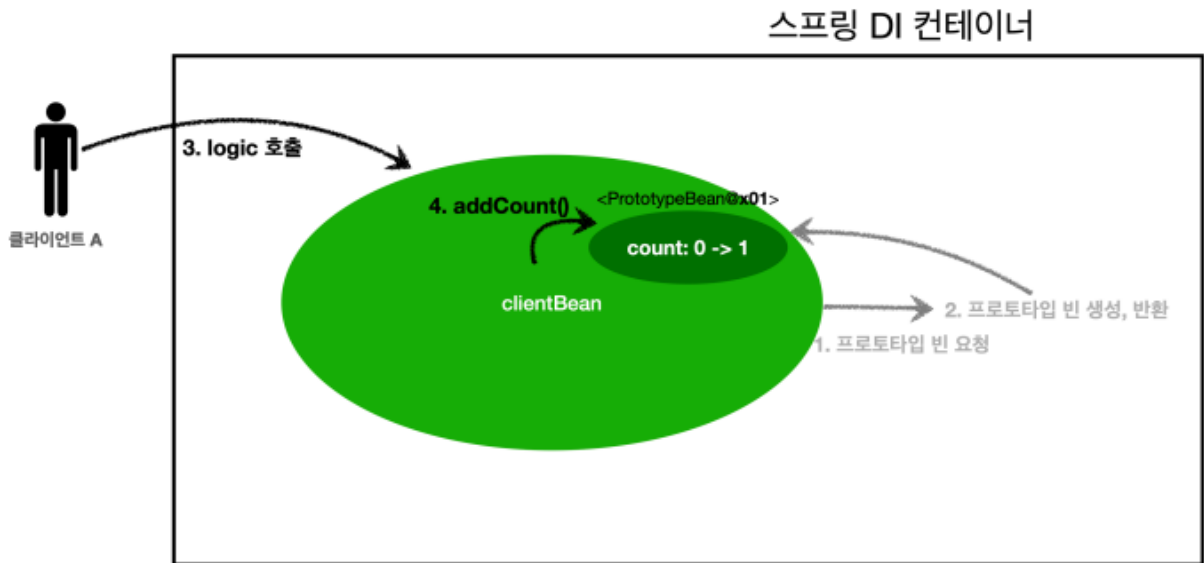 스프링 DI 컨테이너
3. logic 호출
클라이언트 A
4. addCount()
<PrototypeBean@x01>
count: 0 -> 1
clientBean
2. 프로토타입 빈 생성, 반환
1. 프로토타입 빈 요청